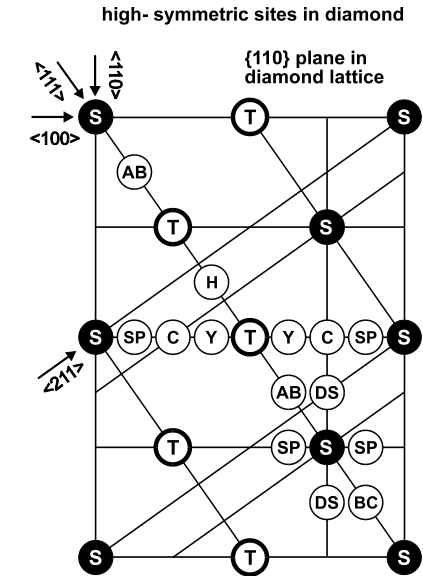 high- symmetric sites in diamond
{110} plane in
diamond lattice
<111>
<110>
<100>
S T S
AB
T S
H
S SP C Y T Y C SP S
<211>
AB DS
T SP S SP
DS BC
S T S